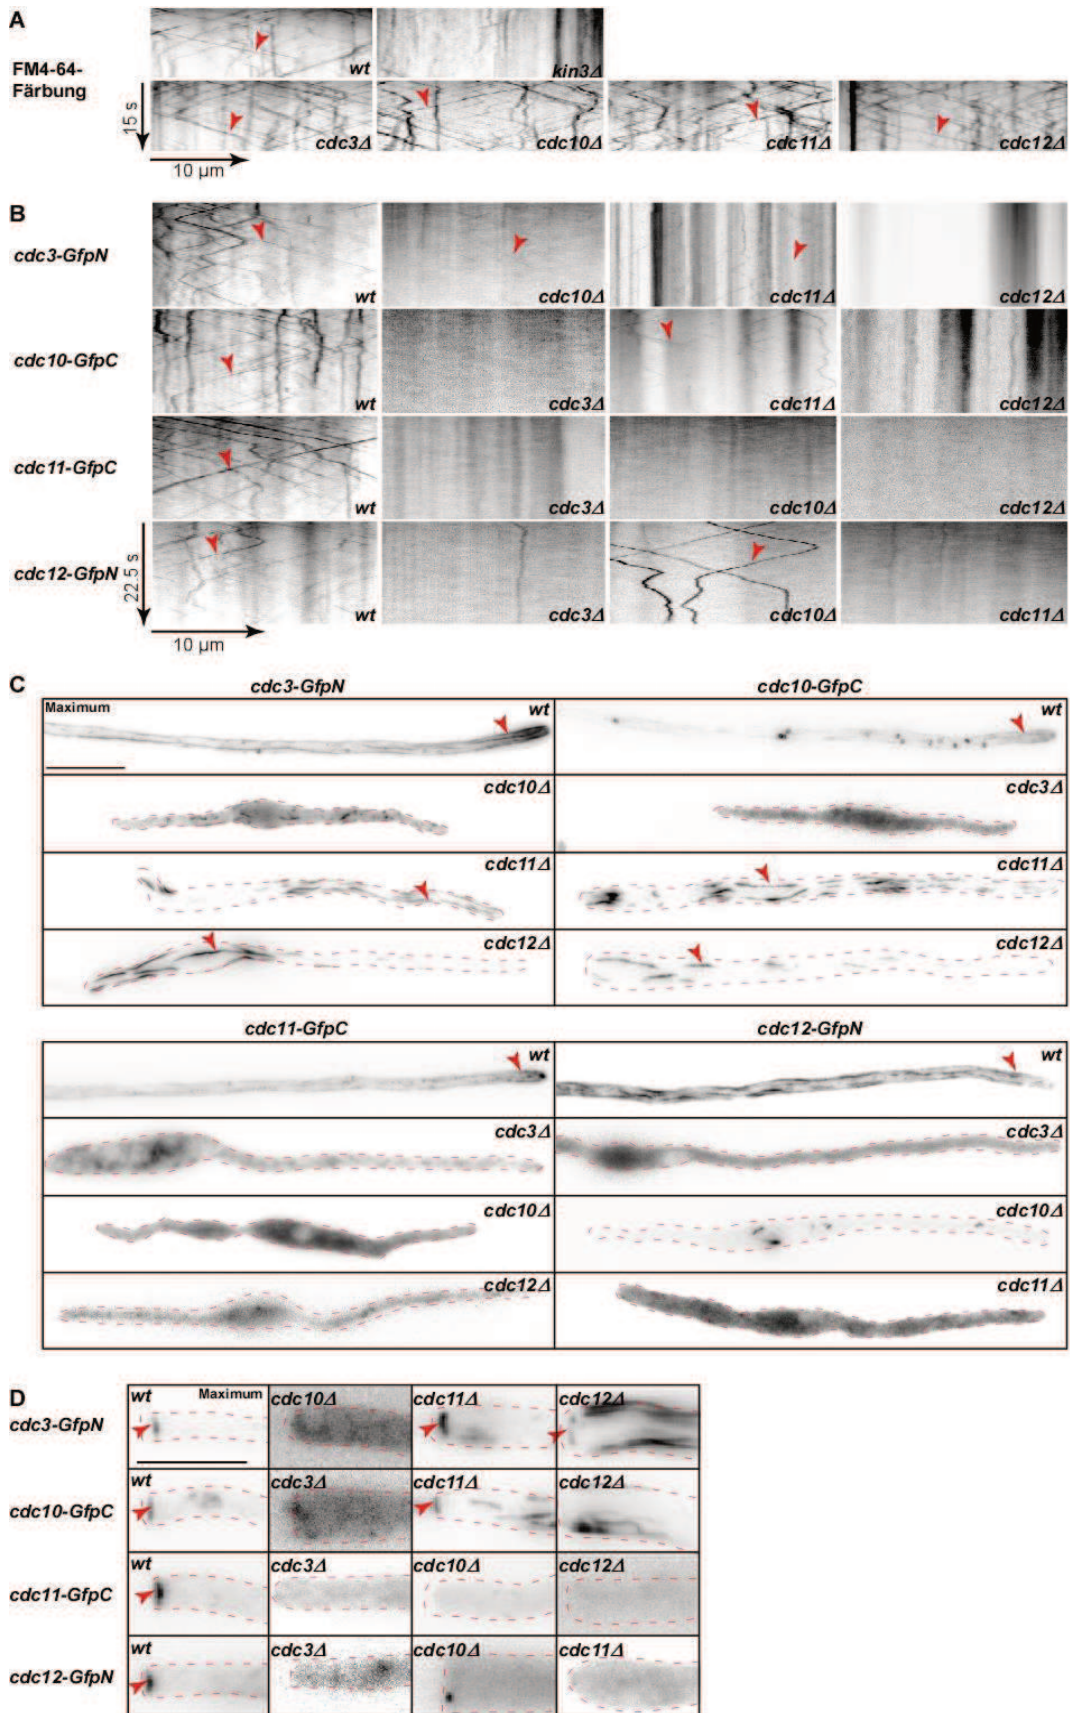 A
FM4-64-
Färbung
wt
kin3Δ
15 s
cdc3Δ
cdc10Δ
cdc11Δ
cdc12Δ
10 µm
B
cdc3-GfpN
wt
cdc10Δ
cdc11Δ
cdc12Δ
cdc10-GfpC
wt
cdc3Δ
cdc11Δ
cdc12Δ
cdc11-GfpC
wt
cdc3Δ
cdc10Δ
cdc12Δ
22.5 s
cdc12-GfpN
wt
cdc3Δ
cdc10Δ
cdc11Δ
10 µm
C
cdc3-GfpN
cdc10-GfpC
Maximum
wt
wt
cdc10Δ
cdc3Δ
cdc11Δ
cdc11Δ
cdc12Δ
cdc12Δ
cdc11-GfpC
cdc12-GfpN
wt
wt
cdc3Δ
cdc3Δ
cdc10Δ
cdc10Δ
cdc12Δ
cdc11Δ
D
cdc3-GfpN
wt
Maximum
cdc10Δ
cdc11Δ
cdc12Δ
cdc10-GfpC
wt
cdc3Δ
cdc11Δ
cdc12Δ
cdc11-GfpC
wt
cdc3Δ
cdc10Δ
cdc12Δ
cdc12-GfpN
wt
cdc3Δ
cdc10Δ
cdc11Δ